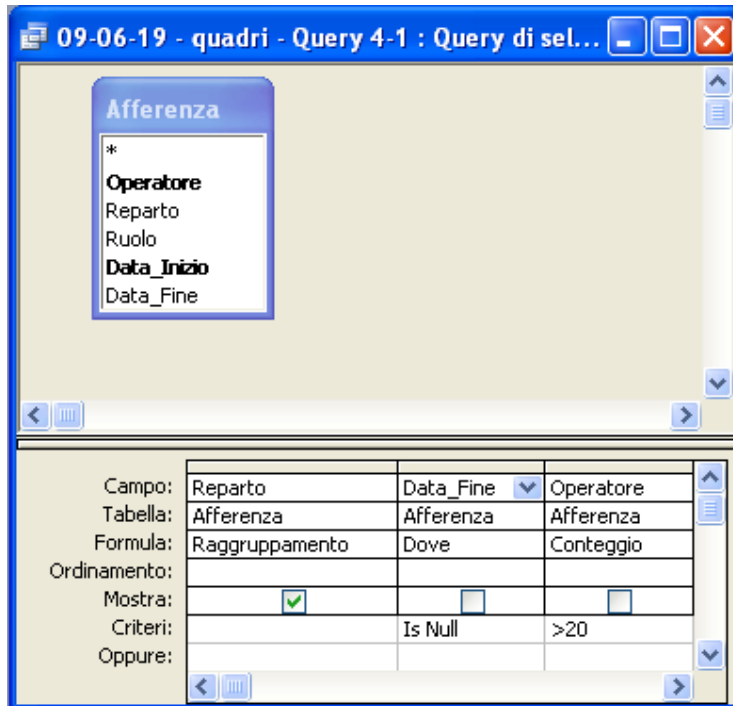 09-06-19 - quadri - Query 4-1 : Query di sel...
Afferenza
*
Operatore
Reparto
Ruolo
Data_Inizio
Data_Fine
Campo: Reparto Data_Fine Operatore
Tabella: Afferenza Afferenza Afferenza
Formula: Raggruppamento Dove Conteggio
Ordinamento:
Mostra:
Criteri: Is Null >20
Oppure: